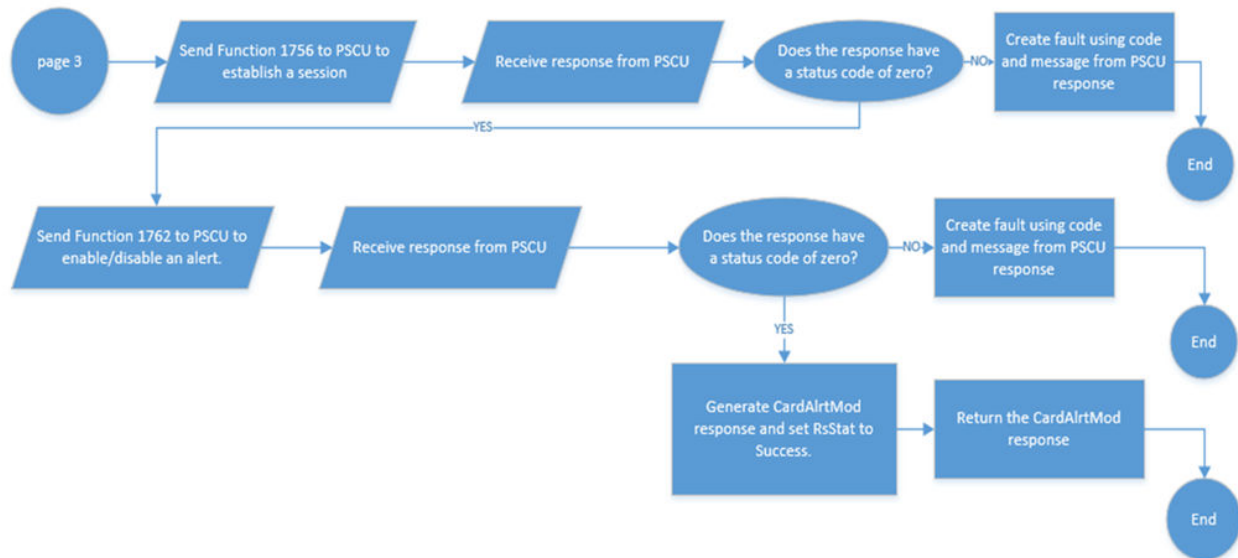 page 3
Send Function 1756 to PSCU to
establish a session
Receive response from PSCU
Does the response have
a status code of zero?
NO
Create fault using code
and message from PSCU
response
End
YES
Send Function 1762 to PSCU to
enable/disable an alert.
Receive response from PSCU
Does the response have
a status code of zero?
NO
Create fault using code
and message from PSCU
response
End
YES
Generate CardAlrtMod
response and set RsStat to
Success.
Return the CardAlrtMod
response
End